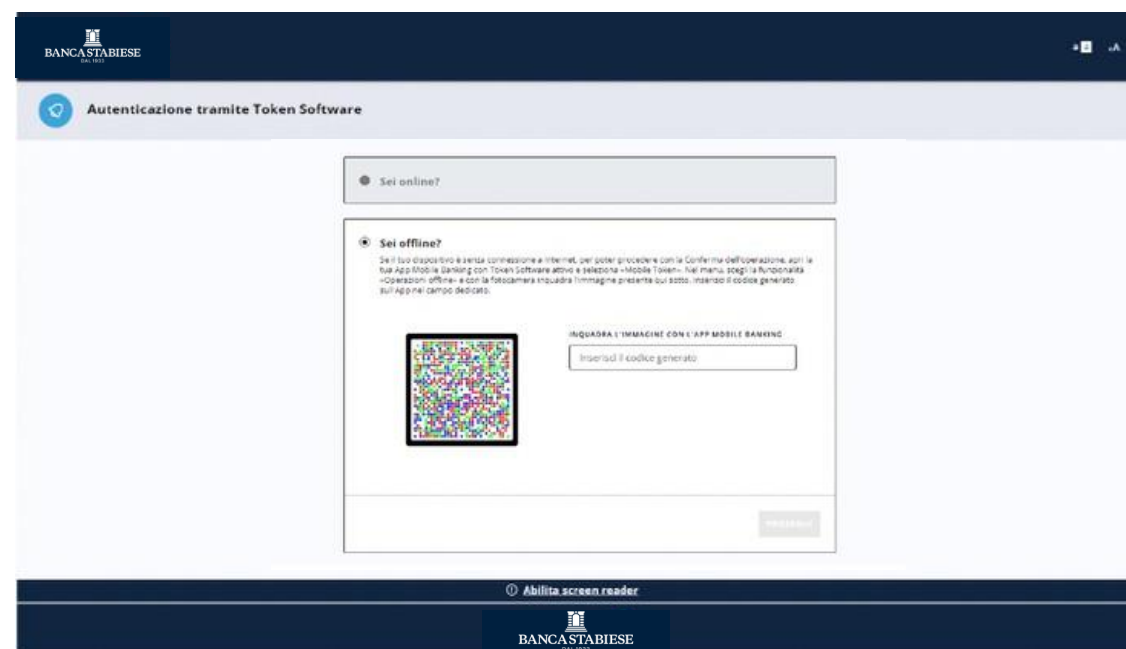 BANCA STABIESE
DAL 1933
Autenticazione tramite Token Software
Sei online?
Sei offline?
Se il tuo dispositivo è senza connessione a internet, per poter procedere con la Conferma dell'operazione, apri la
tua App Mobile Banking con Token Software attivo e seleziona «Mobile Token». Nel menu, scegli la funzionalità
«Operazioni offline» e con la fotocamera inquadra l'immagine presente qui sotto. Inserisci il codice generato
sull'App nel campo dedicato.
INQUADRA L'IMMAGINE CON L'APP MOBILE BANKING
Inserisci il codice generato
Abilita screen reader
BANCA STABIESE